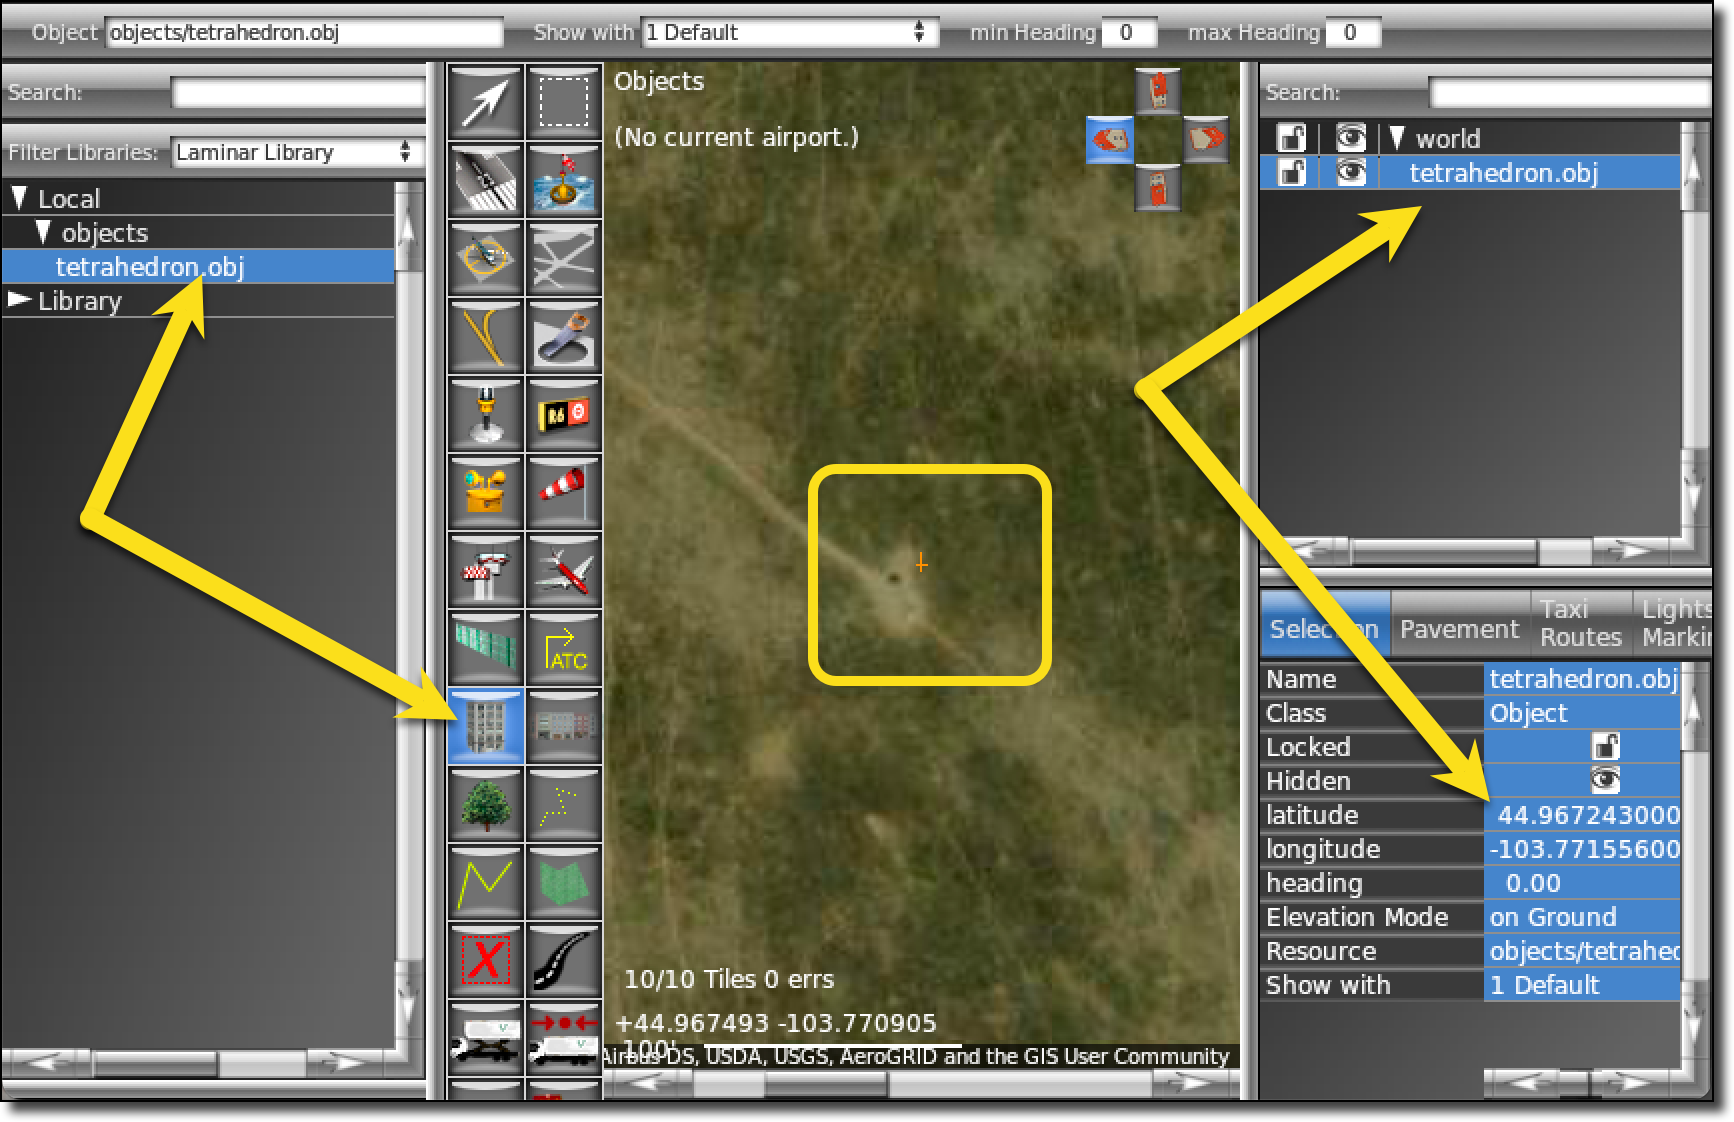 Object objects/tetrahedron.obj Show with 1 Default min Heading 0 max Heading 0
Search:
Filter Libraries: Laminar Library
Local
objects
tetrahedron.obj
Library
R6
ATC
X
Objects
(No current airport.)
10/10 Tiles 0 errs
+44.967493 -103.770905
100'
Airbus DS, USDA, USGS, AeroGRID and the GIS User Community
Search:
world
tetrahedron.obj
Selection Pavement Taxi Routes Lights
Name tetrahedron.obj
Class Object
Locked
Hidden
latitude 44.967243000
longitude -103.77155600
heading 0.00
Elevation Mode on Ground
Resource objects/tetrahed
Show with 1 Default